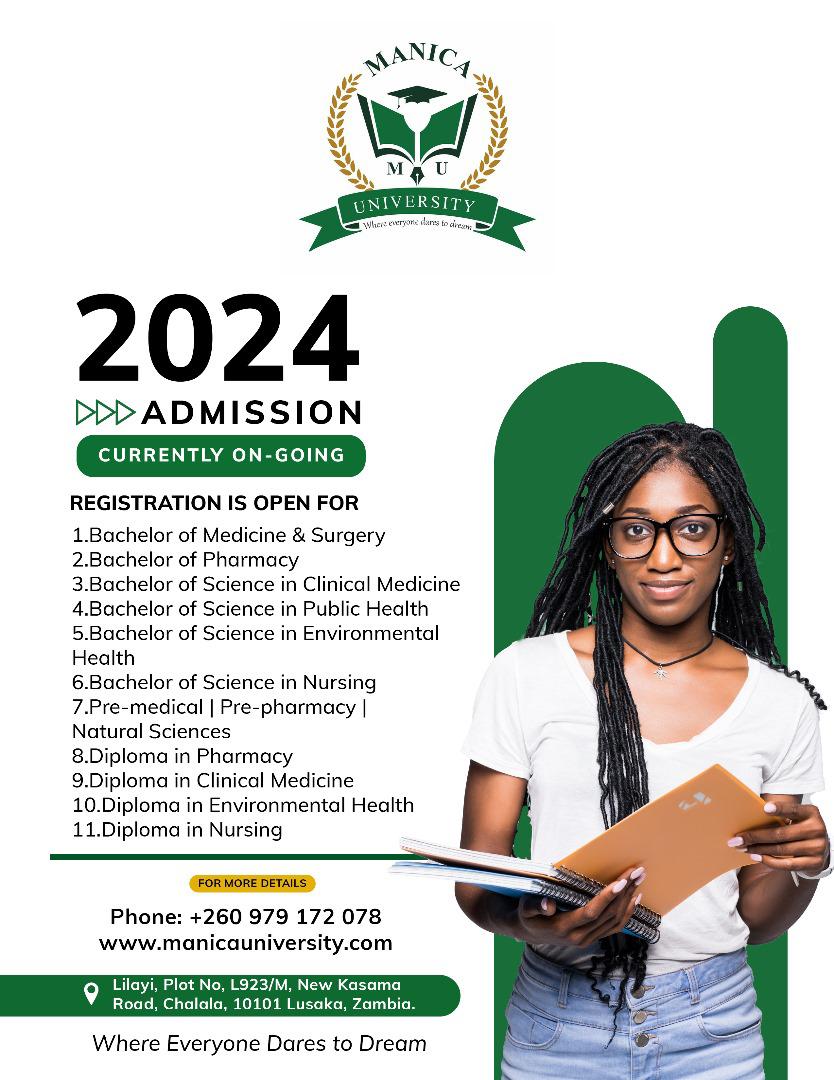 MANICA
M U
UNIVERSITY
Where everyone dares to dream
2024
ADMISSION
CURRENTLY ON-GOING
REGISTRATION IS OPEN FOR
1.Bachelor of Medicine & Surgery
2.Bachelor of Pharmacy
3.Bachelor of Science in Clinical Medicine
4.Bachelor of Science in Public Health
5.Bachelor of Science in Environmental
Health
6.Bachelor of Science in Nursing
7.Pre-medical | Pre-pharmacy |
Natural Sciences
8.Diploma in Pharmacy
9.Diploma in Clinical Medicine
10.Diploma in Environmental Health
11.Diploma in Nursing
FOR MORE DETAILS
Phone: +260 979 172 078
www.manicauniversity.com
Lilayi, Plot No, L923/M, New Kasama
Road, Chalala, 10101 Lusaka, Zambia.
Where Everyone Dares to Dream